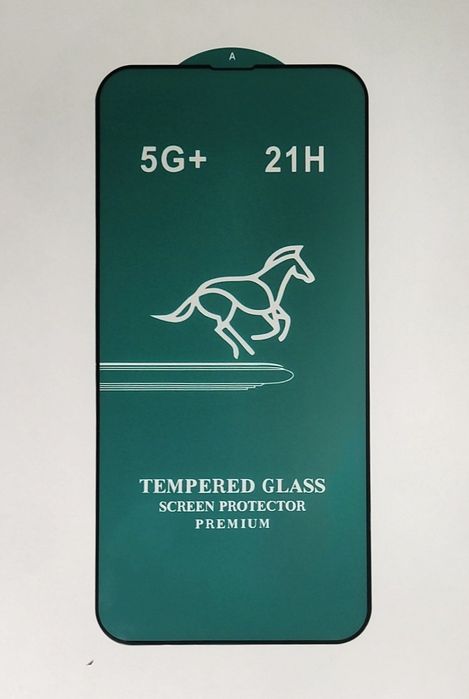 A
5G+ 21H
TEMPERED GLASS
SCREEN PROTECTOR
PREMIUM